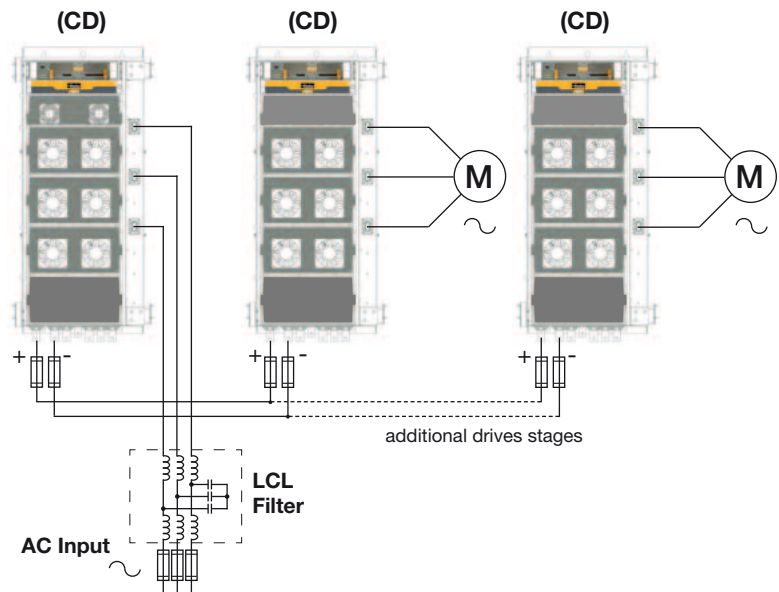 (CD)
(CD)
(CD)
M
M
+
-
+
-
+
-
additional drives stages
LCL
Filter
AC Input